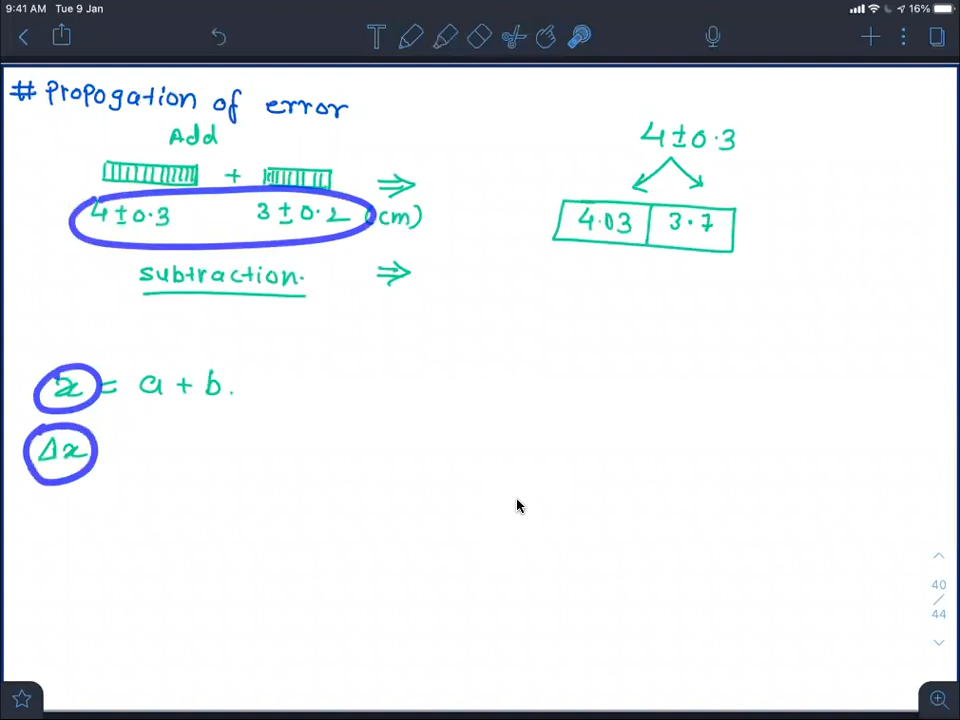 9:41 AM Tue 9 Jan
16%
# Propogation of error
Add
+ ⇒
4 ± 0.3 3 ± 0.2 (cm)
subtraction. ⇒
4 ± 0.3
4.03 3.7
x = a + b.
Δx
40
/
44